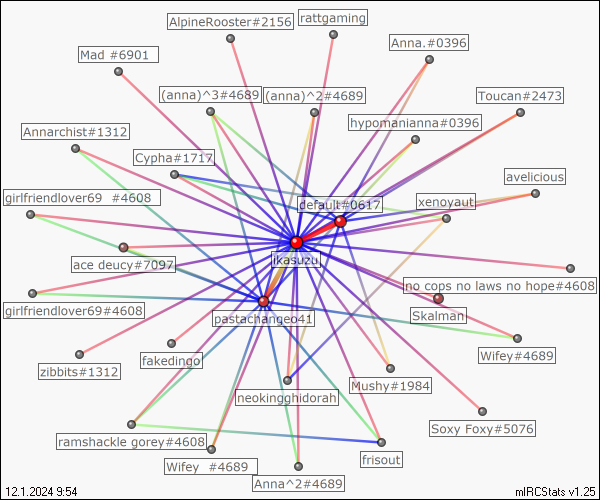 AlpineRooster#2156
rattgaming
Anna.#0396
Mad #6901
(anna)^3#4689
(anna)^2#4689
Toucan#2473
Annarchist#1312
hypomanianna#0396
Cypha#1717
avelicious
girlfriendlover69 #4608
default#0617
xenoyaut
ikasuzu
ace deucy#7097
no cops no laws no hope#4608
girlfriendlover69#4608
pastachangeo41
Skalman
fakedingo
Wifey#4689
zibbits#1312
Mushy#1984
neokingghidorah
Soxy Foxy#5076
ramshackle gorey#4608
frisout
Wifey #4689
Anna^2#4689
12.1.2024 9:54
mIRCStats v1.25